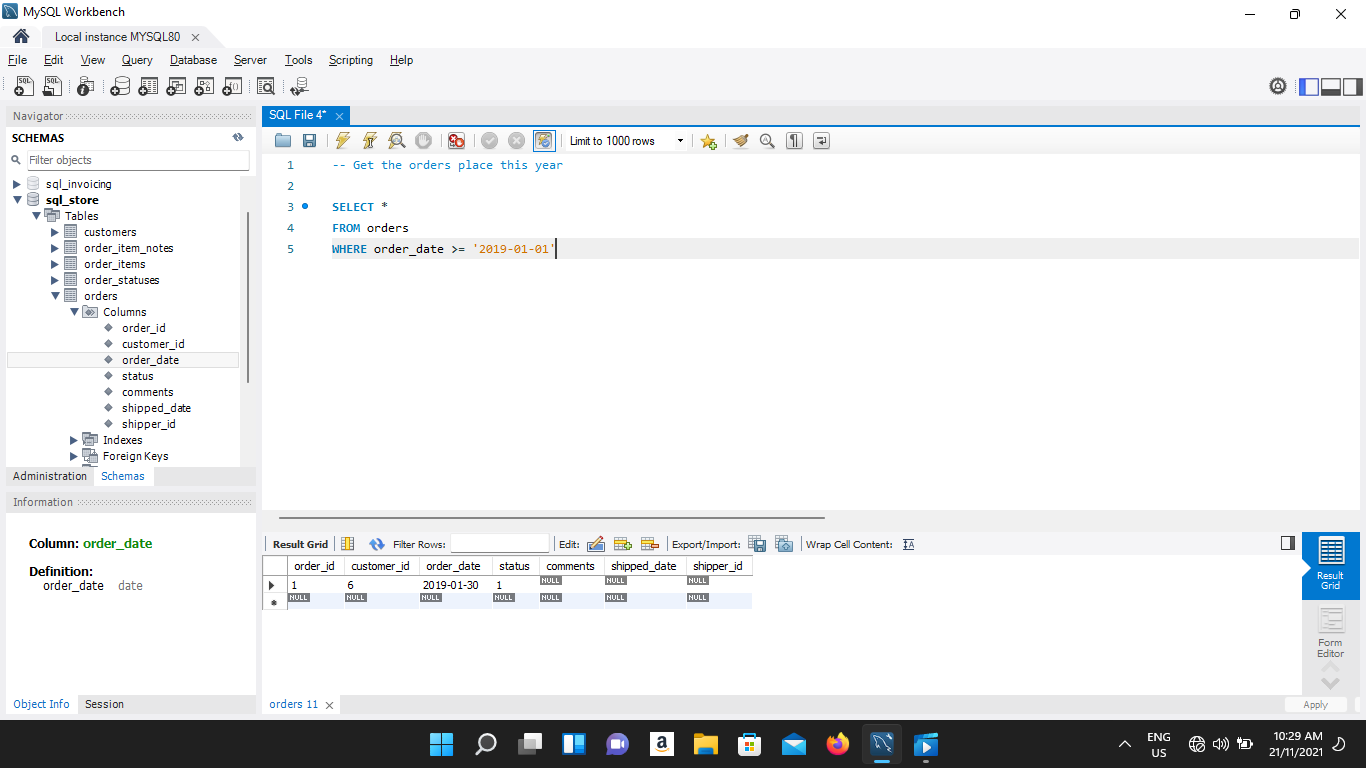 MySQL Workbench
Local instance MYSQL80
File Edit View Query Database Server Tools Scripting Help
Navigator
SCHEMAS
Filter objects
sql_invoicing
sql_store
Tables
customers
order_item_notes
order_items
order_statuses
orders
Columns
order_id
customer_id
order_date
status
comments
shipped_date
shipper_id
Indexes
Foreign Keys
Administration Schemas
Information
Column: order_date
Definition:
order_date date
Object Info Session
SQL File 4*
Limit to 1000 rows
1 -- Get the orders place this year
2
3 SELECT *
4 FROM orders
5 WHERE order_date >= '2019-01-01'
Result Grid Filter Rows: Edit: Export/Import: Wrap Cell Content:
order_id customer_id order_date status comments shipped_date shipper_id
1 6 2019-01-30 1 NULL NULL NULL
NULL NULL NULL NULL NULL NULL NULL
Result
Grid
Form
Editor
orders 11
Apply
ENG
US
10:29 AM
21/11/2021